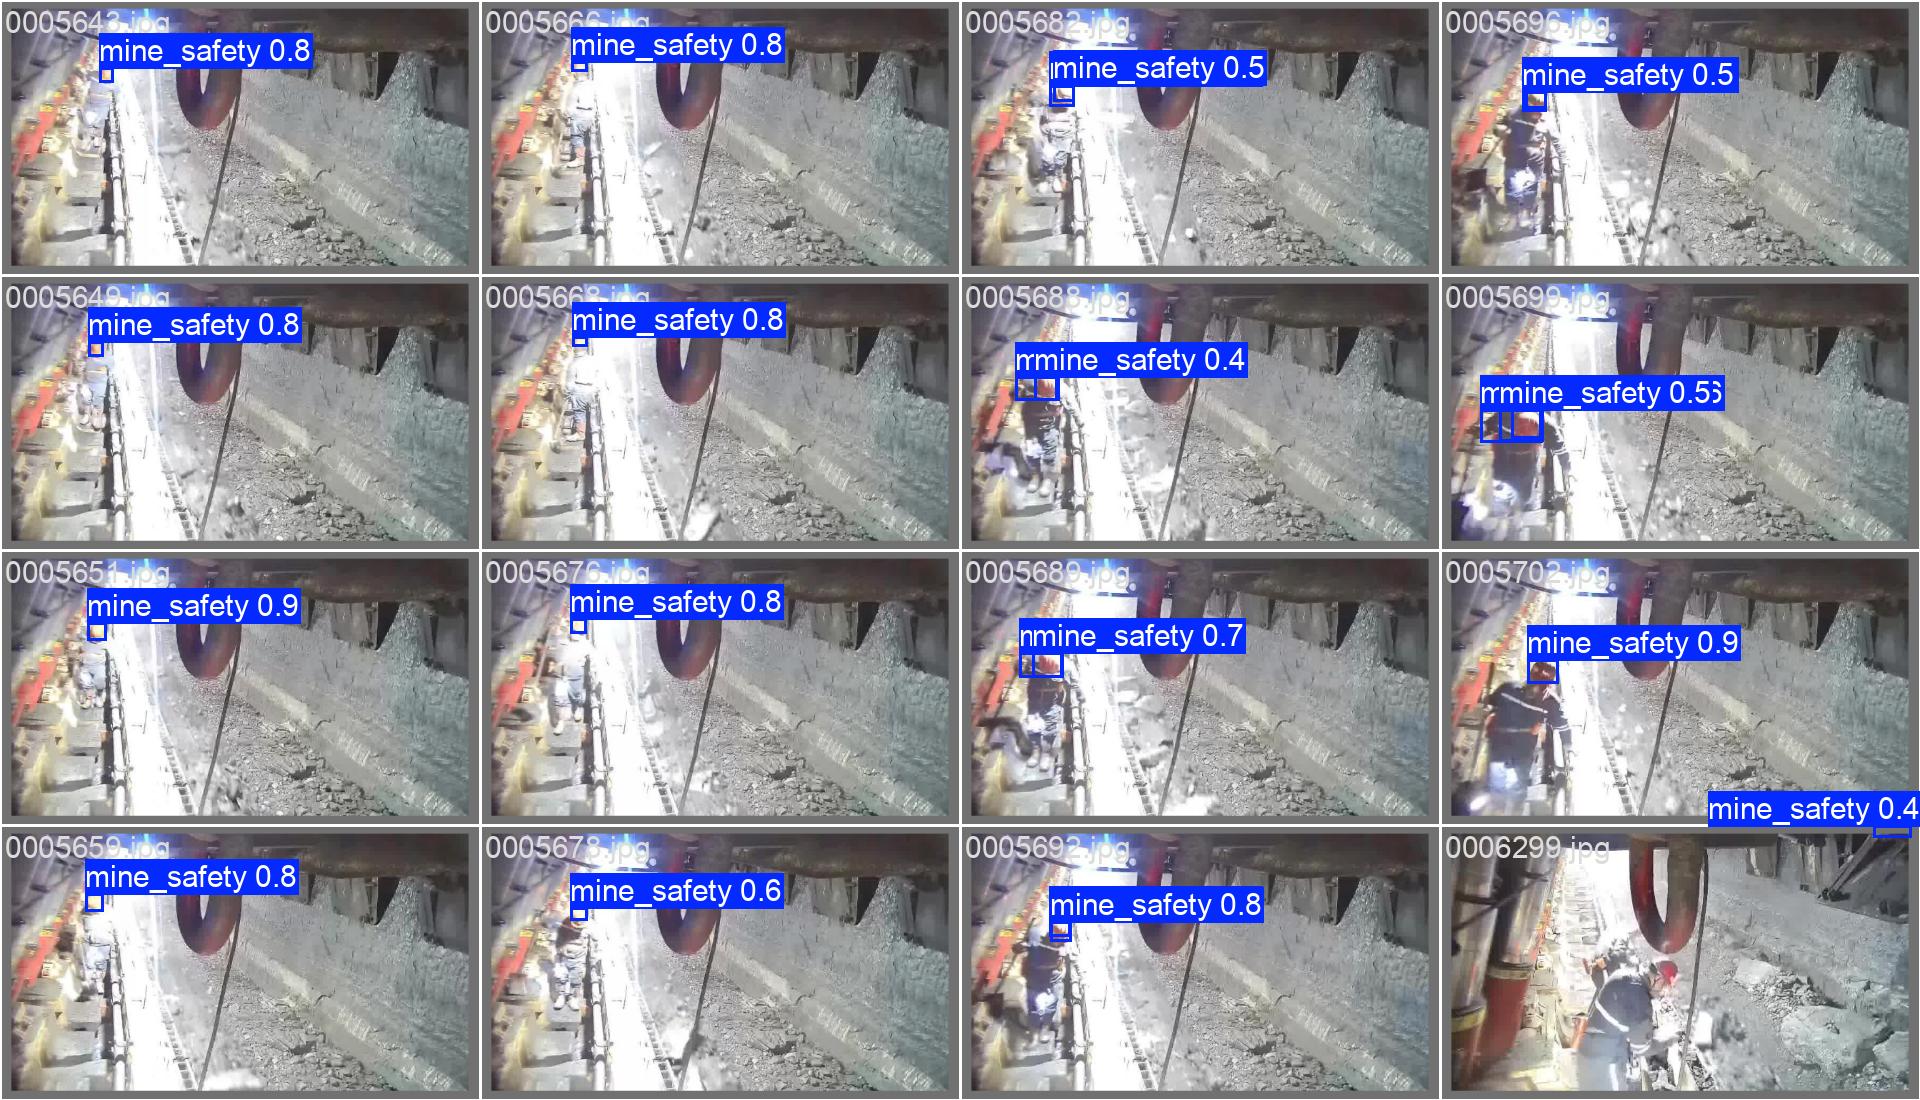 0005643.jpg
mine_safety 0.8
0005666.jpg
mine_safety 0.8
0005682.jpg
mine_safety 0.5
0005696.jpg
mine_safety 0.5
0005649.jpg
mine_safety 0.8
0005668.jpg
mine_safety 0.8
0005688.jpg
mine_safety 0.4
0005699.jpg
mine_safety 0.5
0005651.jpg
mine_safety 0.9
0005676.jpg
mine_safety 0.8
0005689.jpg
mine_safety 0.7
0005702.jpg
mine_safety 0.9
0005659.jpg
mine_safety 0.8
0005678.jpg
mine_safety 0.6
0005692.jpg
mine_safety 0.8
mine_safety 0.4
0006299.jpg